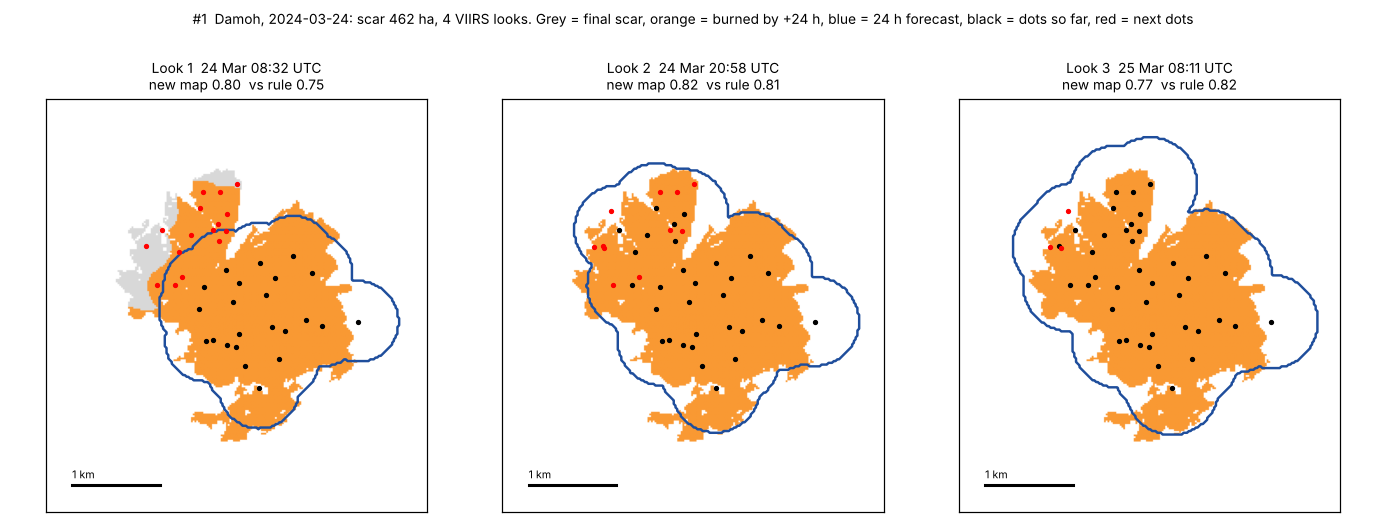 #1  Damoh, 2024-03-24: scar 462 ha, 4 VIIRS looks. Grey = final scar, orange = burned by +24 h, blue = 24 h forecast, black = dots so far, red = next dots
Look 1  24 Mar 08:32 UTC
new map 0.80  vs rule 0.75
Look 2  24 Mar 20:58 UTC
new map 0.82  vs rule 0.81
Look 3  25 Mar 08:11 UTC
new map 0.77  vs rule 0.82
1 km
1 km
1 km